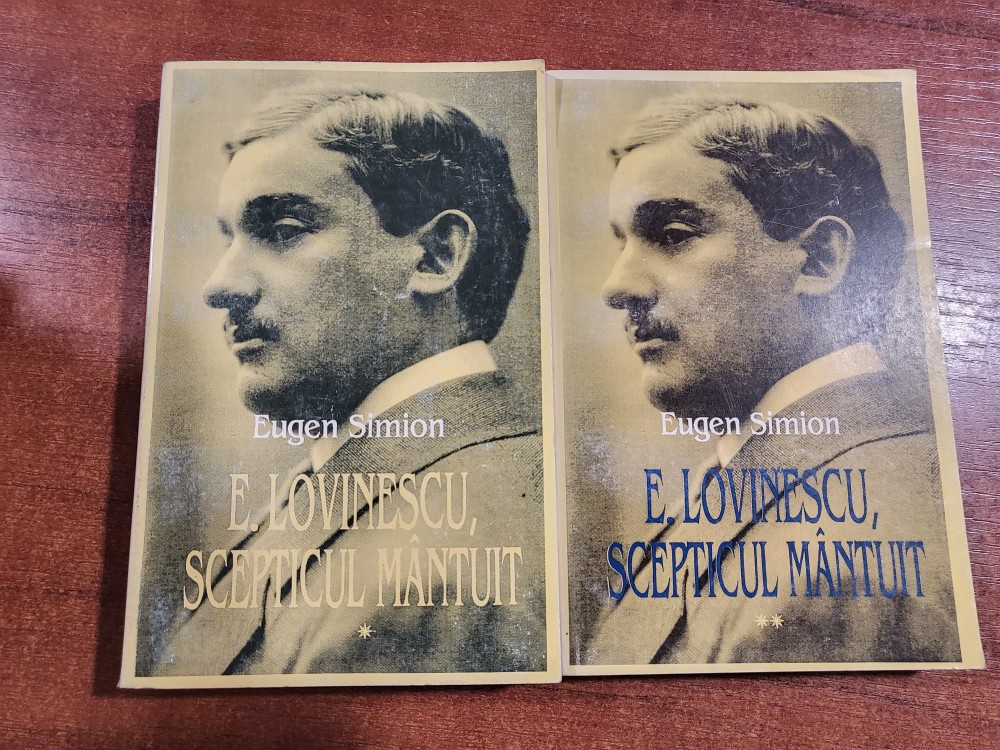 Eugen Simion
E. LOVINESCU,
SCEPTICUL MÂNTUIT
*
Eugen Simion
E. LOVINESCU,
SCEPTICUL MÂNTUIT
**